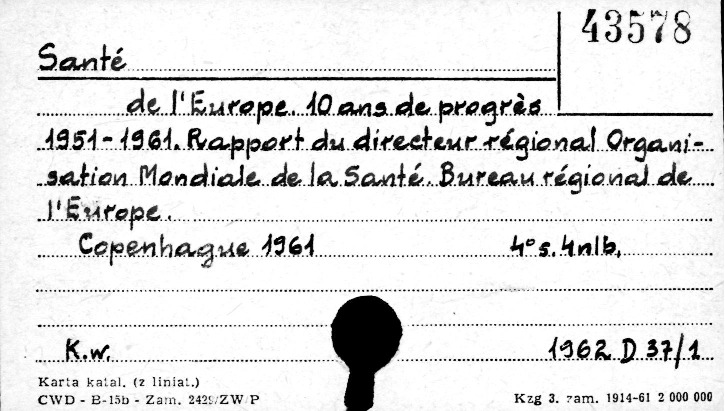 43578
Santé
de l'Europe. 10 ans de progrès
1951-1961. Rapport du directeur régional Organi-
sation Mondiale de la Santé. Bureau régional de
l'Europe.
Copenhague 1961 4° s. 4nlb.
K.w. 1962 D 37/1
Karta katal. (z liniat.)
CWD - B-15b - Zam. 2429/ZW/P Kzg 3. zam. 1914-61 2 000 000